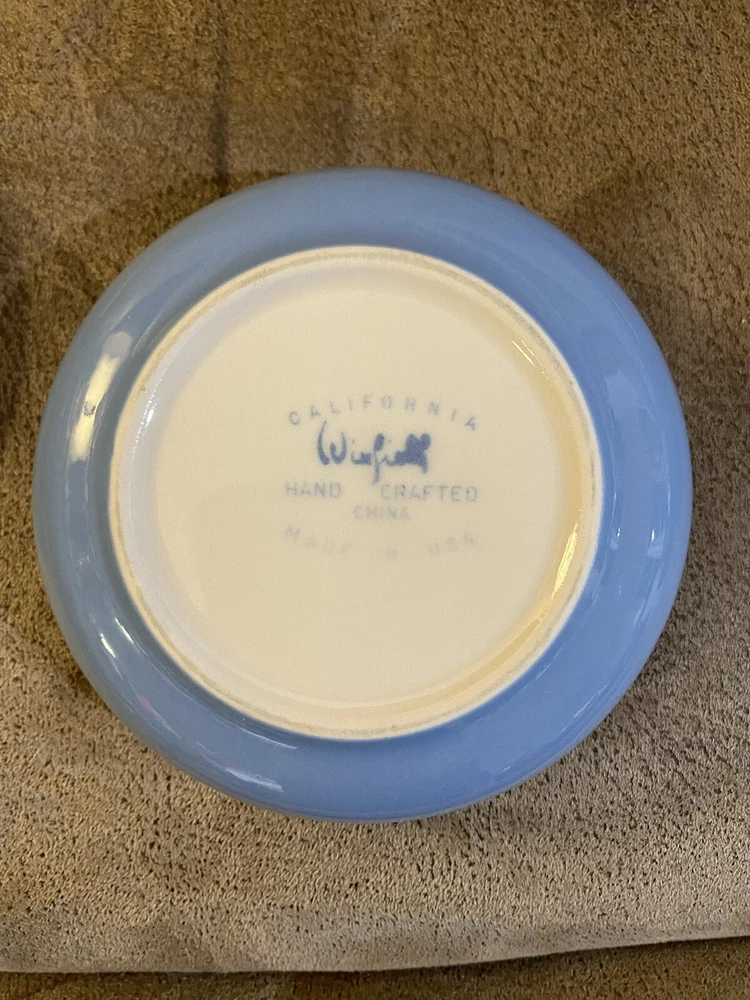 CALIFORNIA
Winfield
HAND CRAFTED
CHINA
MADE IN USA